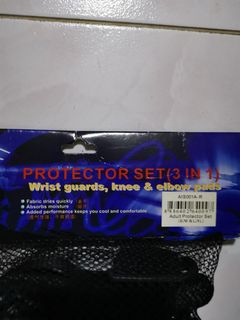 PROTECTOR SET(3 IN 1)
Wrist guards, knee & elbow pads
Fabric dries quickly
Absorbs moisture
Added performance keeps you cool and comfortable
AIS001A-R
Adult Protector Set